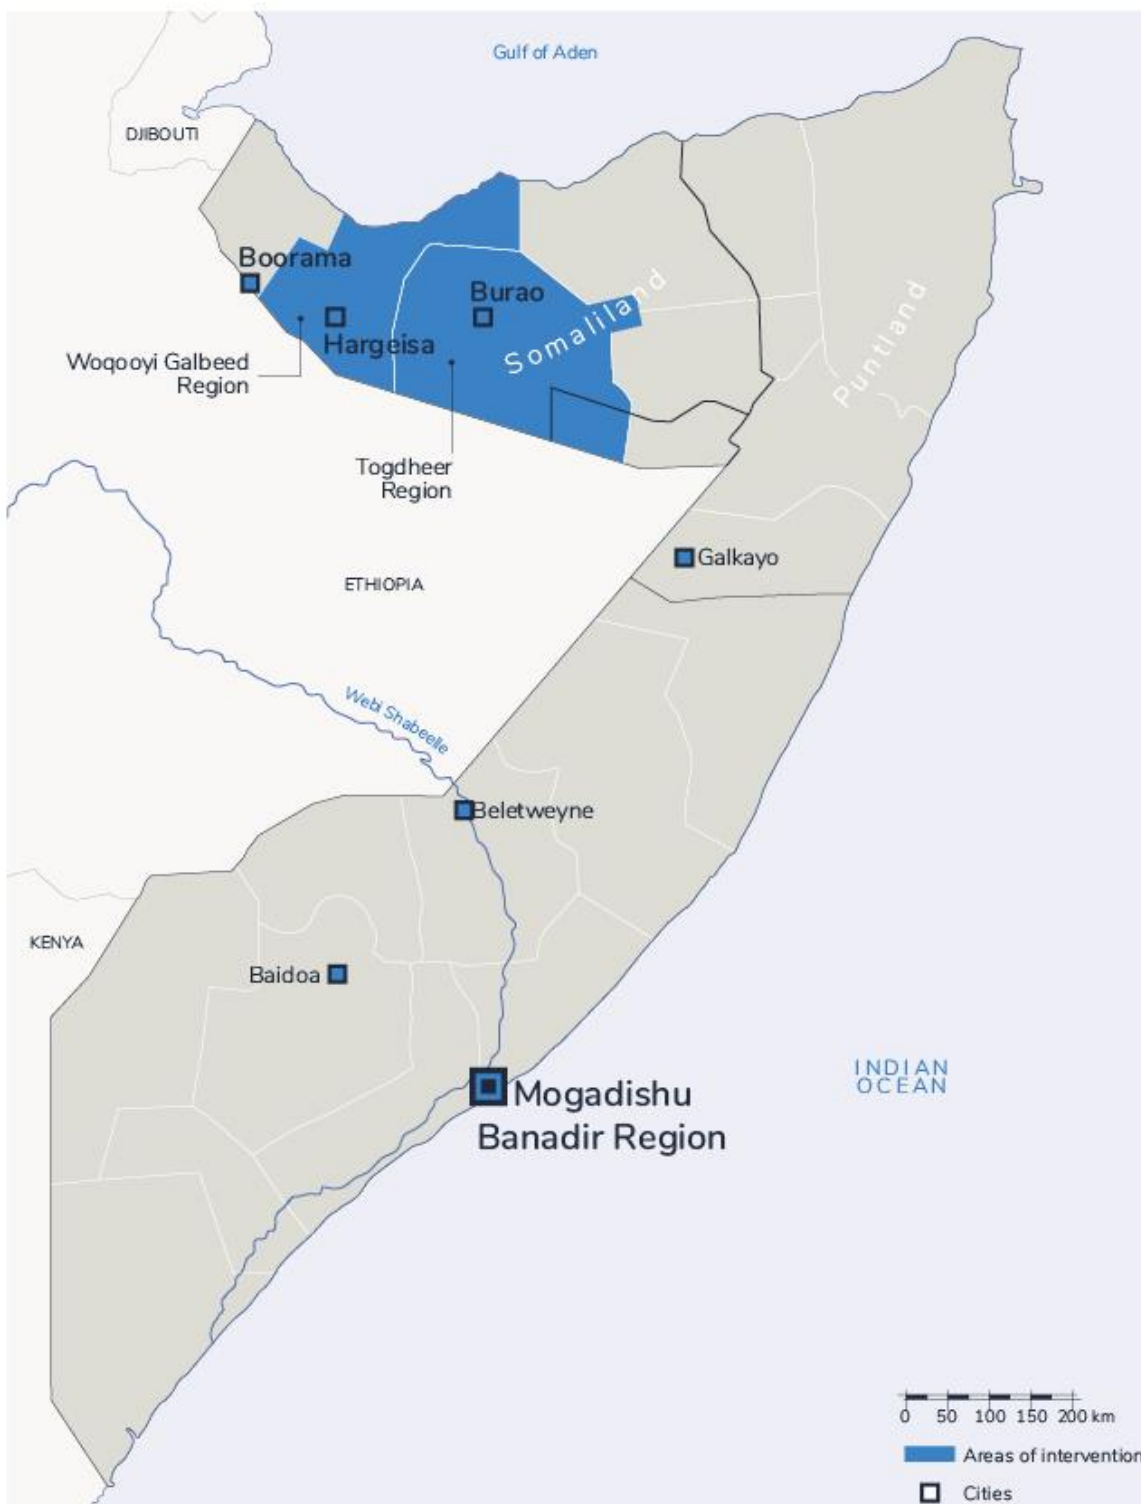 Gulf of Aden
DJIBOUTI
Boorama
Burao
Somaliland
Hargeisa
Puntland
Woqooyi Galbeed
Region
Togdheer
Region
Galkayo
ETHIOPIA
Webi Shabeelle
Beletweyne
KENYA
Baidoa
INDIAN
OCEAN
Mogadishu
Banadir Region
0 50 100 150 200 km
Areas of intervention
Cities